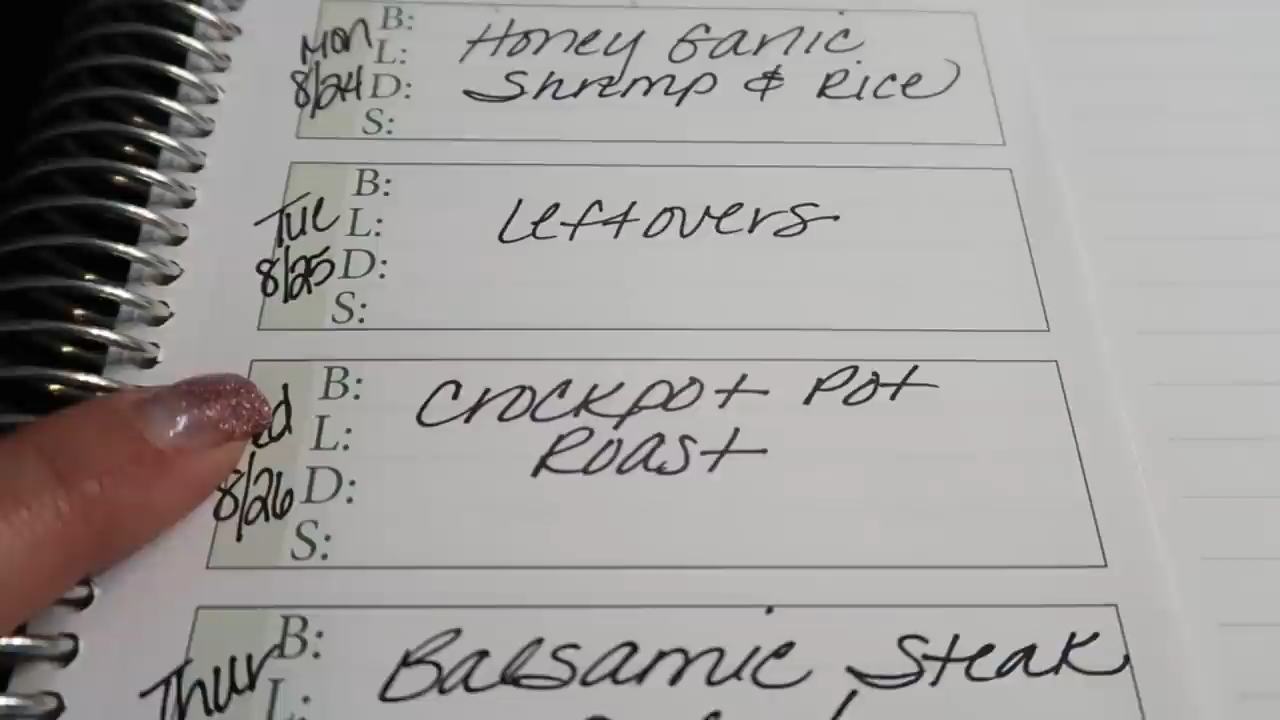 Mon B:
L: Honey Garlic
8/24 D: Shrimp & Rice
S:
B:
Tue L: Leftovers
8/25 D:
S:
B: Crockpot Pot
L: Roast
8/26 D:
S:
Thur B: Balsamic Steak
L: